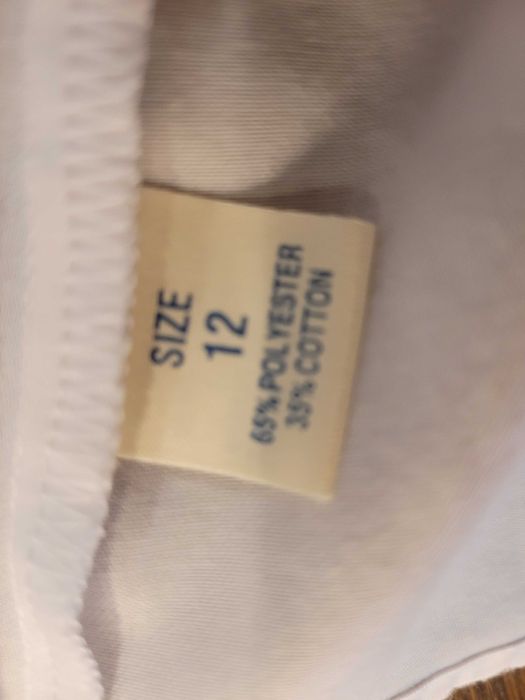 SIZE
12
65% POLYESTER
35% COTTON